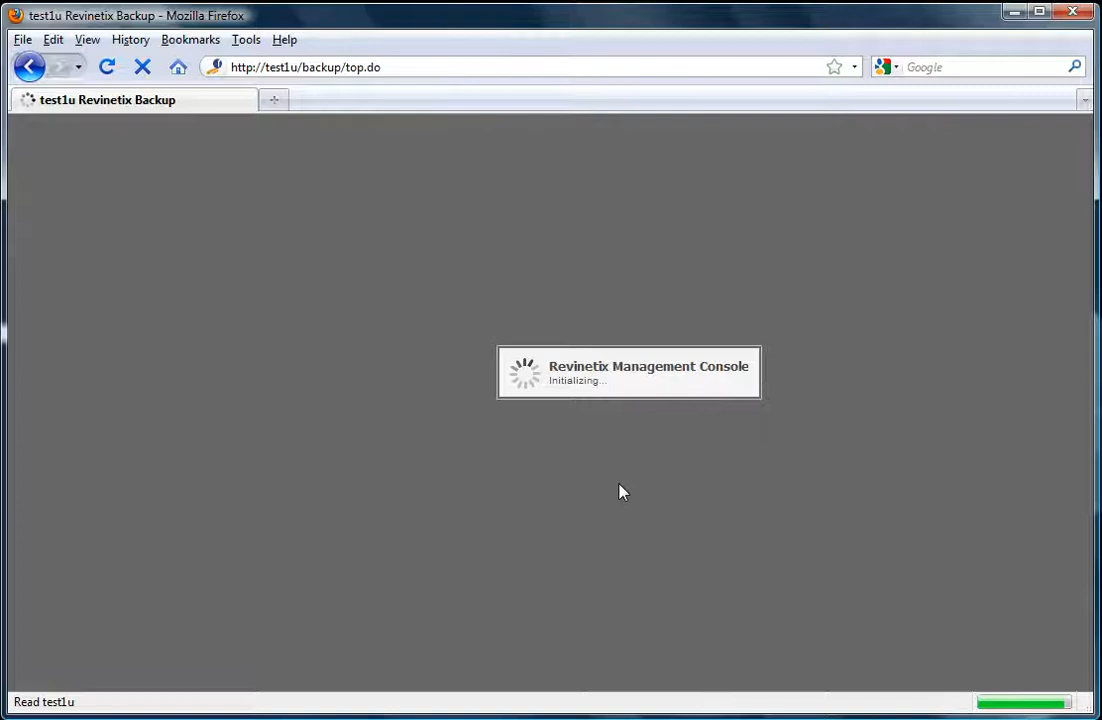 test1u Revinetix Backup - Mozilla Firefox
File Edit View History Bookmarks Tools Help
http://test1u/backup/top.do
Google
test1u Revinetix Backup
Revinetix Management Console
Initializing...
Read test1u